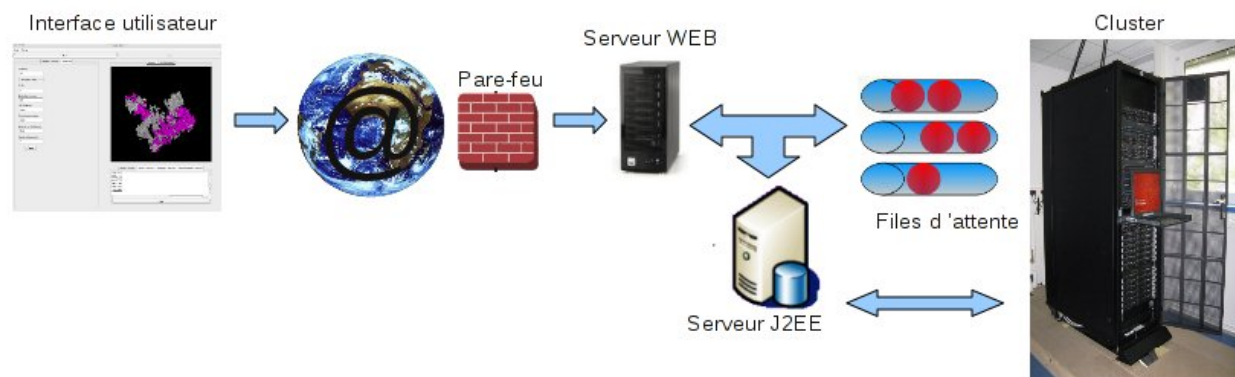 Interface utilisateur
@
Pare-feu
Serveur WEB
Files d 'attente
Serveur J2EE
Cluster